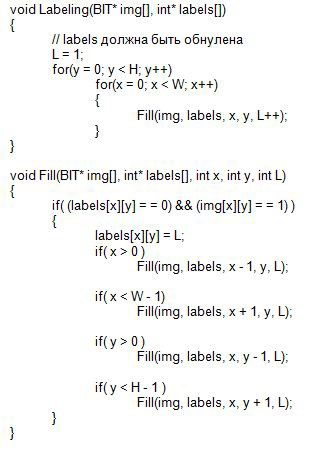 void Labeling(BIT* img[], int* labels[])
{
// labels должна быть обнулена
L = 1;
for(y = 0; y < H; y++)
for(x = 0; x < W; x++)
{
Fill(img, labels, x, y, L++);
}
}
void Fill(BIT* img[], int* labels[], int x, int y, int L)
{
if( (labels[x][y] = = 0) && (img[x][y] = = 1) )
{
labels[x][y] = L;
if( x > 0 )
Fill(img, labels, x - 1, y, L);
if( x < W - 1)
Fill(img, labels, x + 1, y, L);
if( y > 0 )
Fill(img, labels, x, y - 1, L);
if( y < H - 1 )
Fill(img, labels, x, y + 1, L);
}
}